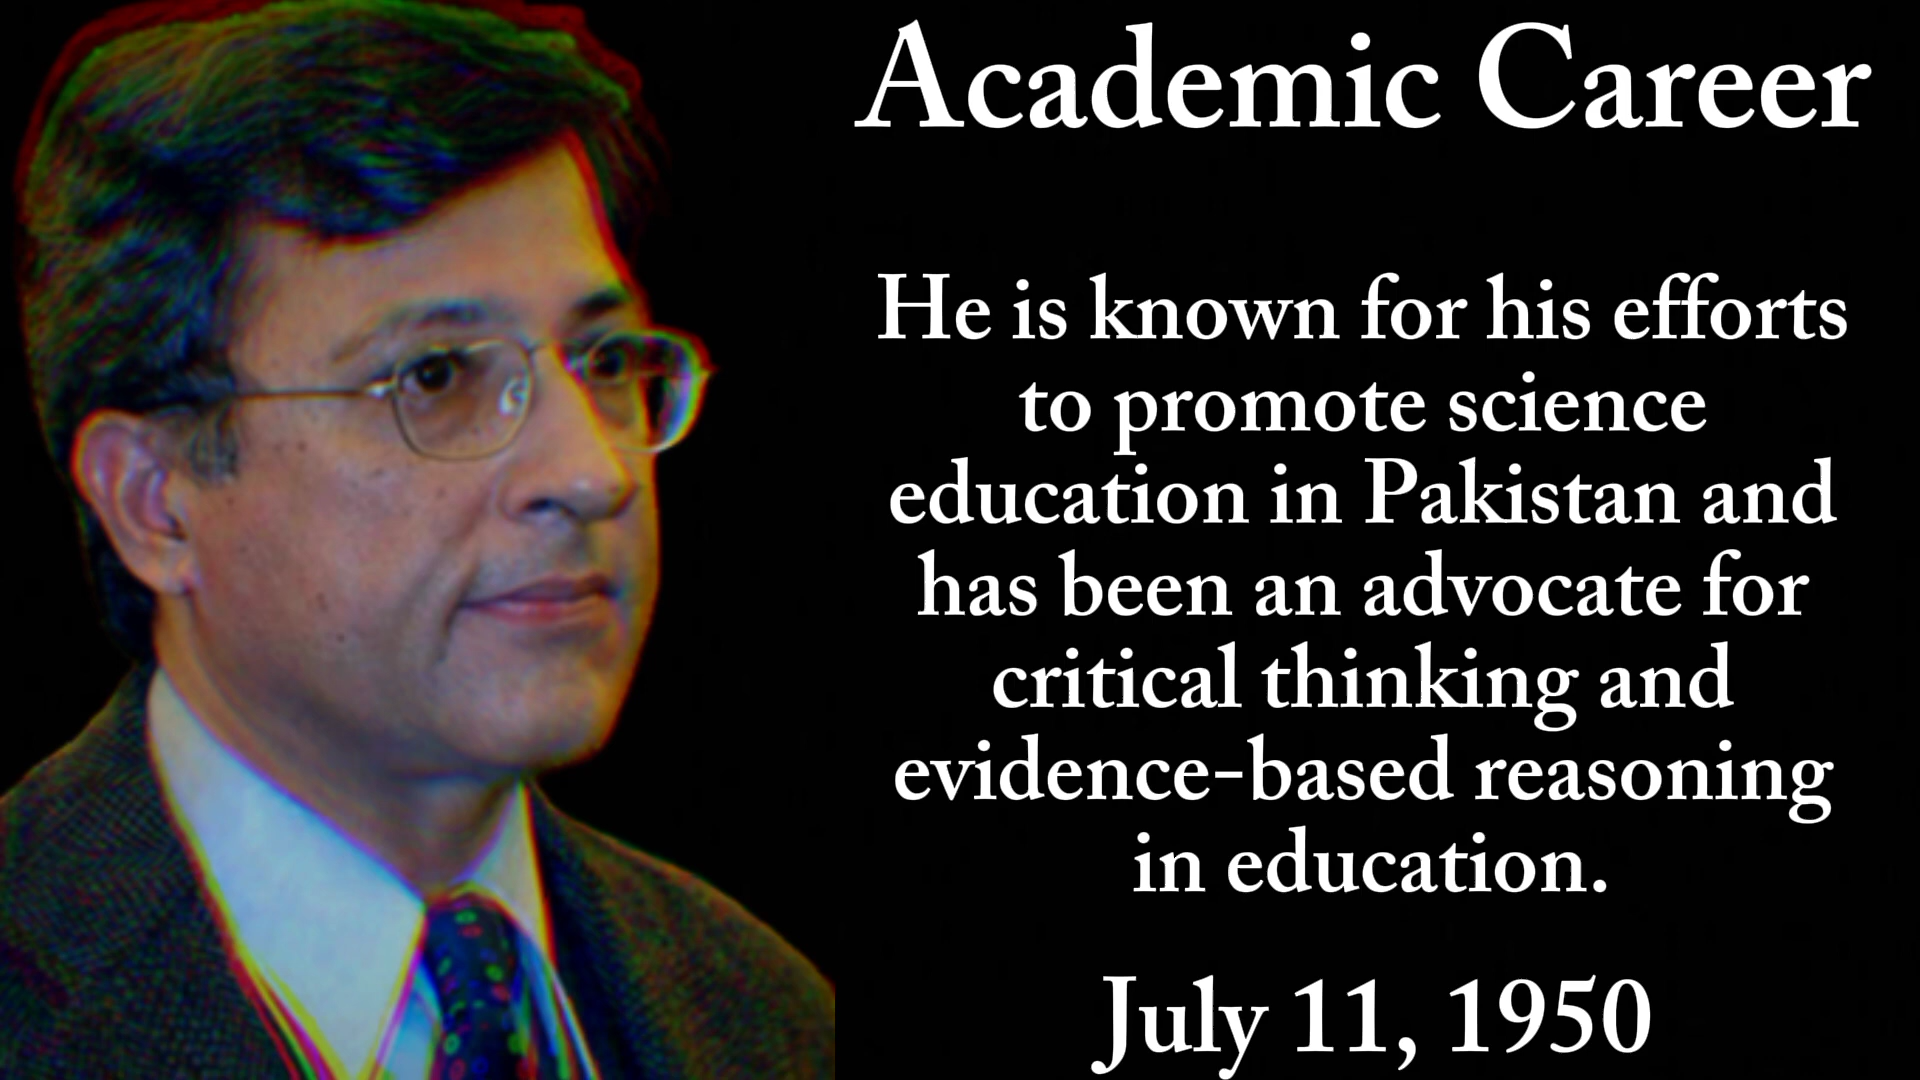 Academic Career
He is known for his efforts
to promote science
education in Pakistan and
has been an advocate for
critical thinking and
evidence-based reasoning
in education.
July 11, 1950